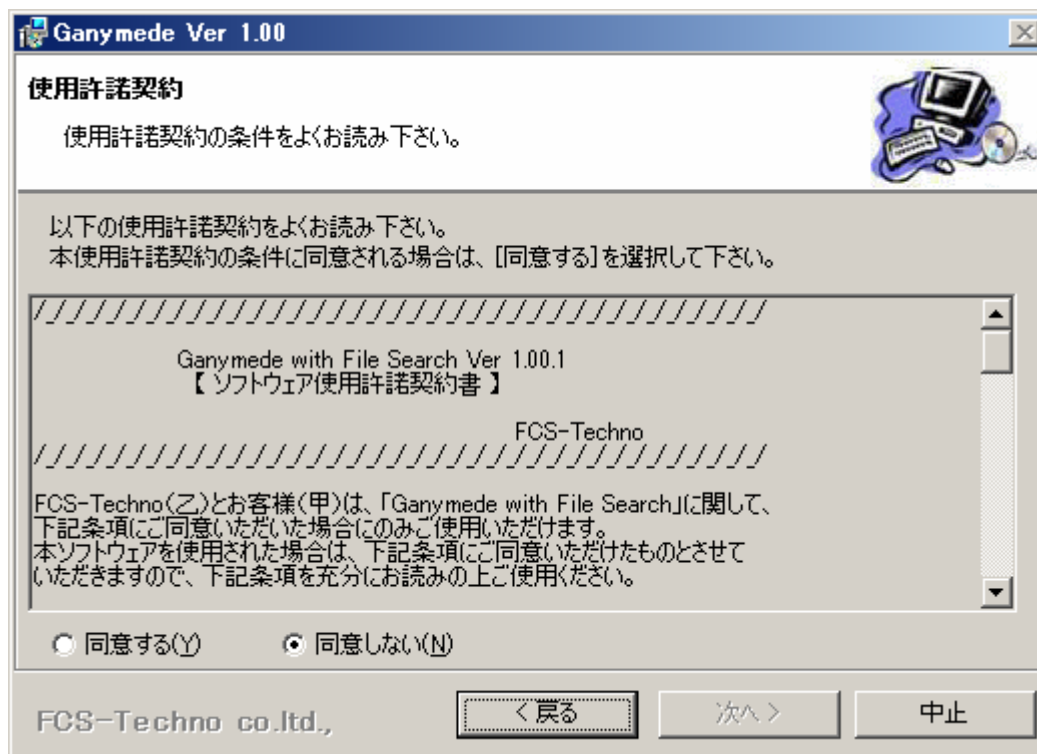 Ganymede Ver 1.00
使用許諾契約
使用許諾契約の条件をよくお読み下さい。
以下の使用許諾契約をよくお読み下さい。
本使用許諾契約の条件に同意される場合は、[同意する]を選択して下さい。
/////////////////////////////////////
Ganymede with File Search Ver 1.00.1
【 ソフトウェア使用許諾契約書 】
FCS-Techno
/////////////////////////////////////
FCS-Techno(乙)とお客様(甲)は、「Ganymede with File Search」に関して、
下記条項にご同意いただいた場合にのみご使用いただけます。
本ソフトウェアを使用された場合は、下記条項にご同意いただけたものとさせて
いただきますので、下記条項を充分にお読みの上ご使用ください。
同意する(Y) 同意しない(N)
FCS-Techno co.ltd., < 戻る 次へ > 中止